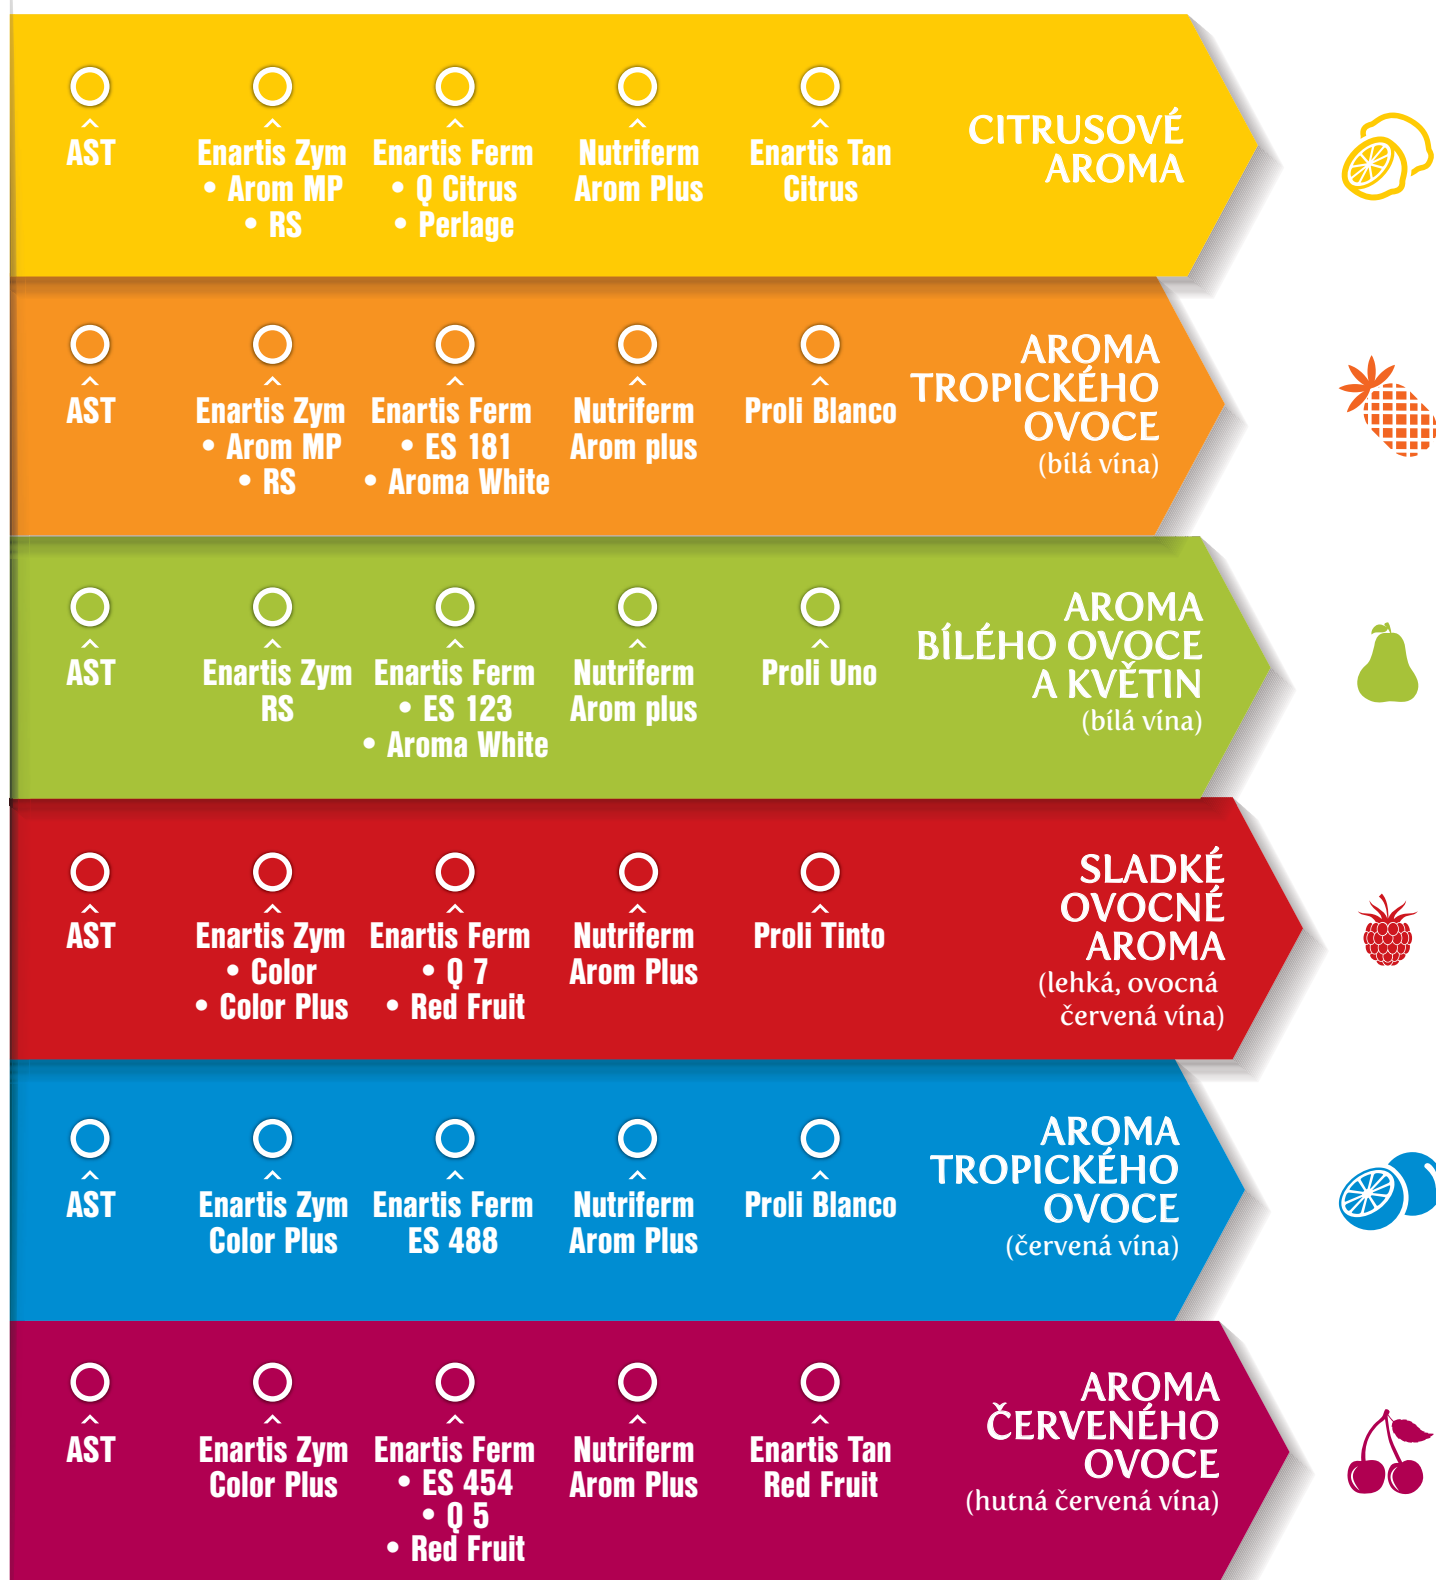 AST
Enartis Zym
• Arom MP
• RS
Enartis Ferm
• Q Citrus
• Perlage
Nutriferm
Arom Plus
Enartis Tan
Citrus
CITRUSOVÉ
AROMA
AST
Enartis Zym
• Arom MP
• RS
Enartis Ferm
• ES 181
• Aroma White
Nutriferm
Arom plus
Proli Blanco
AROMA
TROPICKÉHO
OVOCE
(bílá vína)
AST
Enartis Zym
RS
Enartis Ferm
• ES 123
• Aroma White
Nutriferm
Arom plus
Proli Uno
AROMA
BÍLÉHO OVOCE
A KVĚTIN
(bílá vína)
AST
Enartis Zym
• Color
• Color Plus
Enartis Ferm
• Q 7
• Red Fruit
Nutriferm
Arom Plus
Proli Tinto
SLADKÉ
OVOCNÉ
AROMA
(lehká, ovocná
červená vína)
AST
Enartis Zym
Color Plus
Enartis Ferm
ES 488
Nutriferm
Arom Plus
Proli Blanco
AROMA
TROPICKÉHO
OVOCE
(červená vína)
AST
Enartis Zym
Color Plus
Enartis Ferm
• ES 454
• Q 5
• Red Fruit
Nutriferm
Arom Plus
Enartis Tan
Red Fruit
AROMA
ČERVENÉHO
OVOCE
(hutná červená vína)